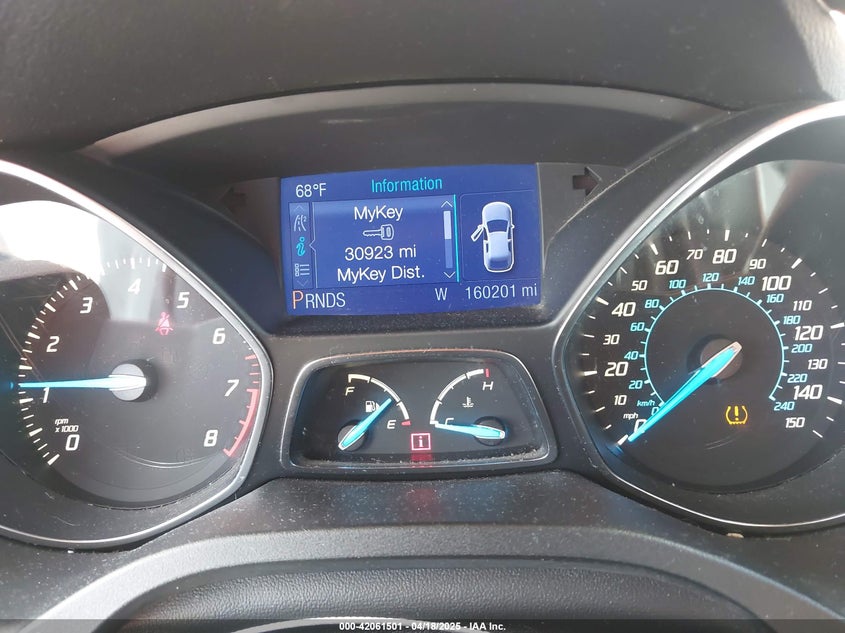 68°F Information
MyKey
30923 mi
MyKey Dist.
PRNDS W 160201 mi
0 1 2 3 4 5 6 7 8
rpm
x 1000
F E
i
C H
0 10 20 30 40 50 60 70 80 90 100 110 120 130 140 150
mph
0 20 40 60 80 100 120 140 160 180 200 220 240
km/h
000-42061501 - 04/18/2025 - IAA Inc.